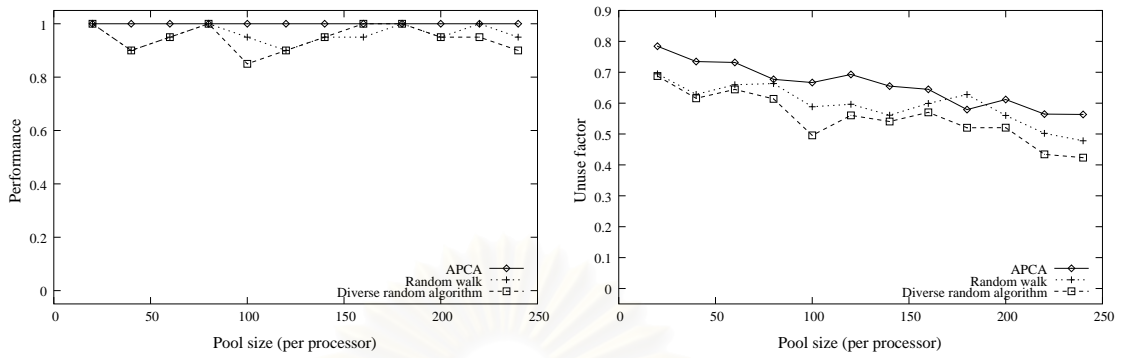 1
0.8
0.6
0.4
0.2
0
Performance
0
50
100
150
200
250
Pool size (per processor)
APCA
Random walk
Diverse random algorithm
0.9
0.8
0.7
0.6
0.5
0.4
0.3
0.2
0.1
0
Unuse factor
0
50
100
150
200
250
Pool size (per processor)
APCA
Random walk
Diverse random algorithm